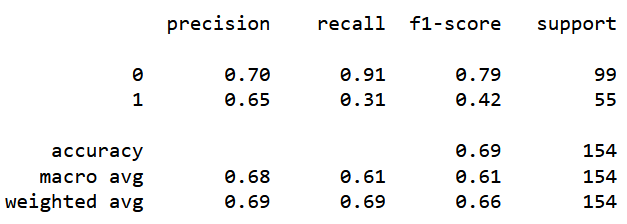 precision recall f1-score support
0 0.70 0.91 0.79 99
1 0.65 0.31 0.42 55
accuracy 0.69 154
macro avg 0.68 0.61 0.61 154
weighted avg 0.69 0.69 0.66 154